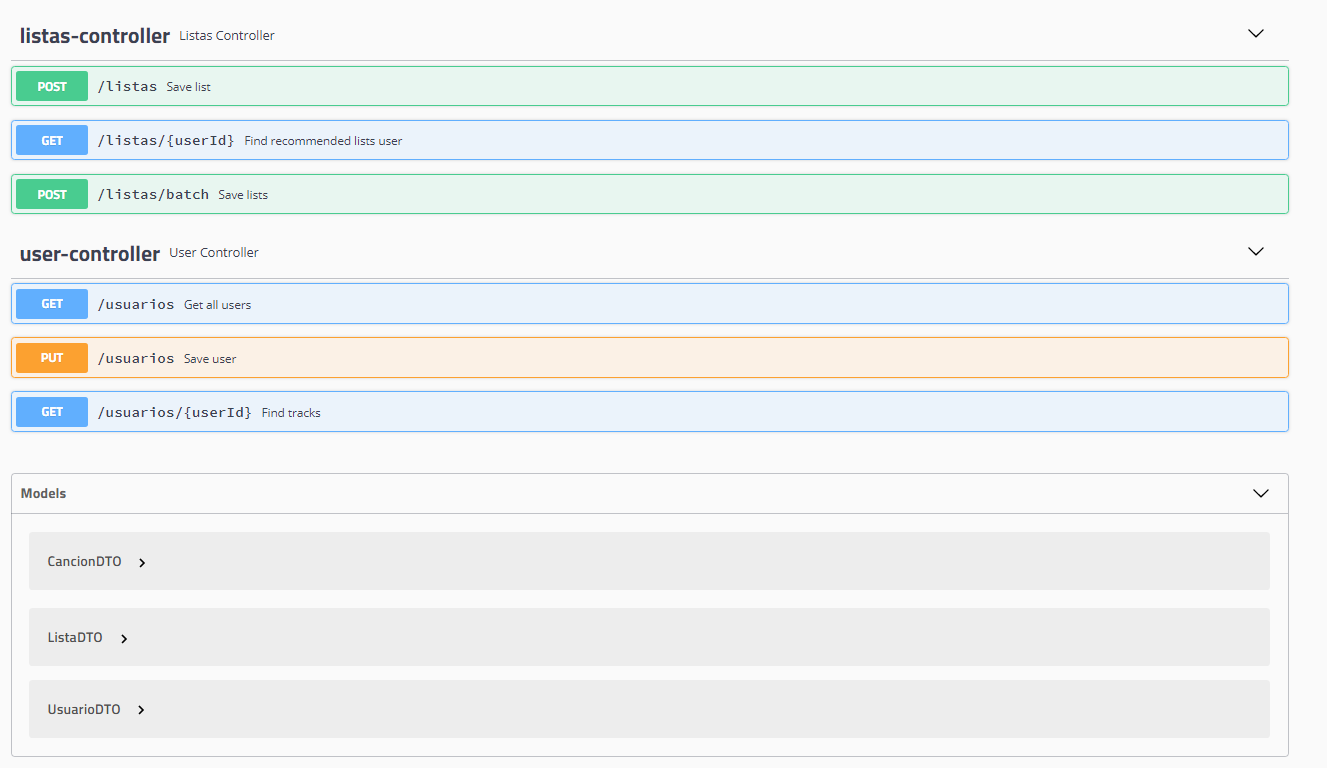 listas-controller Listas Controller
POST /listas Save list
GET /listas/{userId} Find recommended lists user
POST /listas/batch Save lists
user-controller User Controller
GET /usuarios Get all users
PUT /usuarios Save user
GET /usuarios/{userId} Find tracks
Models
CancionDTO
ListaDTO
UsuarioDTO